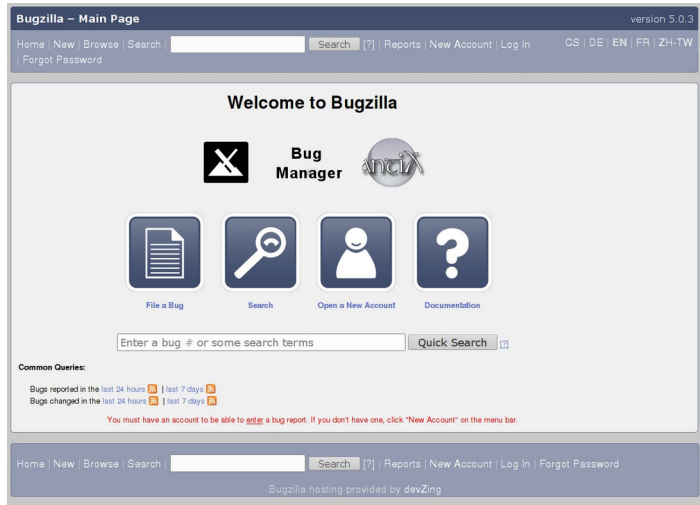 Bugzilla – Main Page
version 5.0.3
Home | New | Browse | Search | Search [?] | Reports | New Account | Log In
| Forgot Password
CS | DE | EN | FR | ZH-TW
Welcome to Bugzilla
Bug
Manager
antiX
File a Bug
Search
Open a New Account
Documentation
Enter a bug # or some search terms
Quick Search [?]
Common Queries:
Bugs reported in the last 24 hours | last 7 days
Bugs changed in the last 24 hours | last 7 days
You must have an account to be able to enter a bug report. If you don't have one, click "New Account" on the menu bar.
Home | New | Browse | Search | Search [?] | Reports | New Account | Log In | Forgot Password
Bugzilla hosting provided by devZing